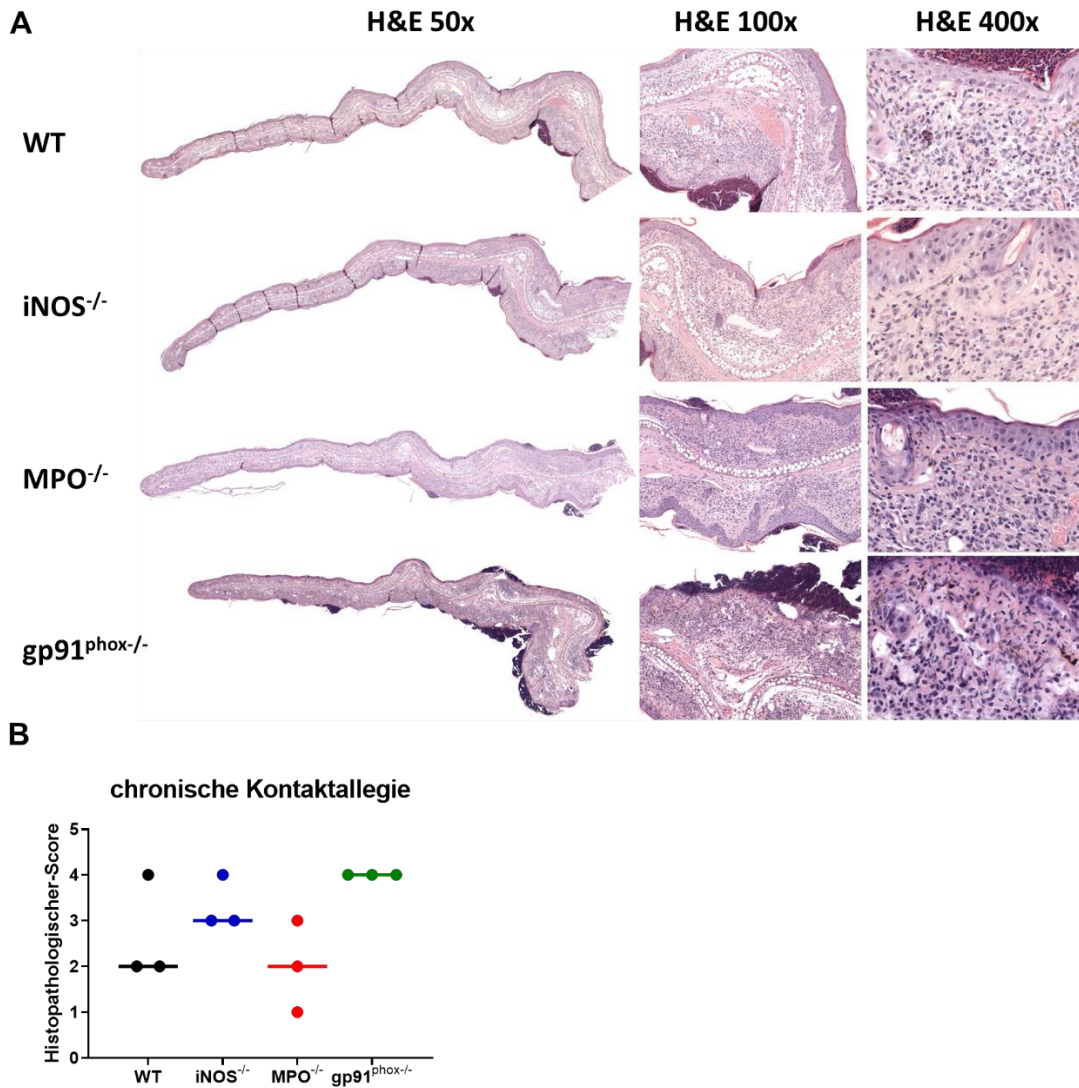 A
H&E 50x H&E 100x H&E 400x
WT
iNOS-/-
MPO-/-
gp91phox-/-
B
chronische Kontaktallegie
Histopathologischer-Score
5
4
3
2
1
0
WT iNOS-/- MPO-/- gp91phox-/-